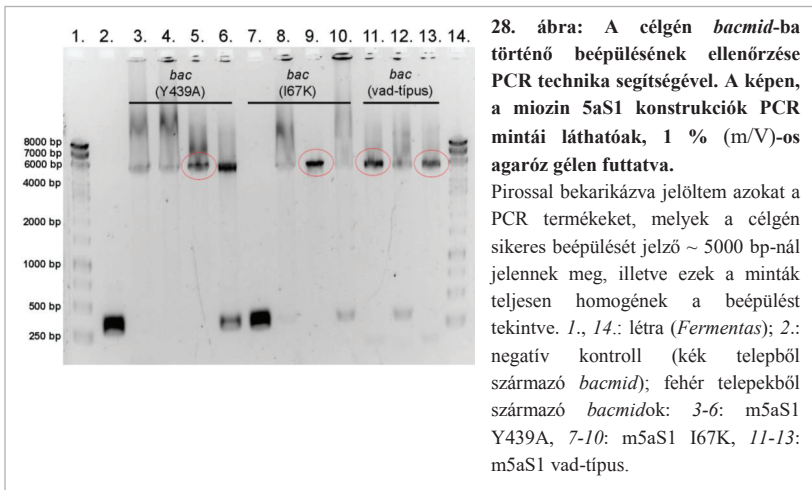 1. 2. 3. 4. 5. 6. 7. 8. 9. 10. 11. 12. 13. 14.
bac
(Y439A)
bac
(I67K)
bac
(vad-típus)
8000 bp
7000 bp
6000 bp
4000 bp
2000 bp
1000 bp
500 bp
250 bp
28. ábra: A célgén bacmid-ba
történő beépülésének ellenőrzése
PCR technika segítségével. A képen,
a miozin 5aS1 konstrukciók PCR
mintái láthatóak, 1 % (m/V)-os
agaróz gélen futtatva.
Pirossal bekarikázva jelöltem azokat a
PCR termékeket, melyek a célgén
sikeres beépülését jelző ~ 5000 bp-nál
jelennek meg, illetve ezek a minták
teljesen homogének a beépülést
tekintve. 1., 14.: létra (Fermentas); 2.:
negatív kontroll (kék telepből
származó bacmid); fehér telepekből
származó bacmidok: 3-6: m5aS1
Y439A, 7-10: m5aS1 I67K, 11-13:
m5aS1 vad-típus.